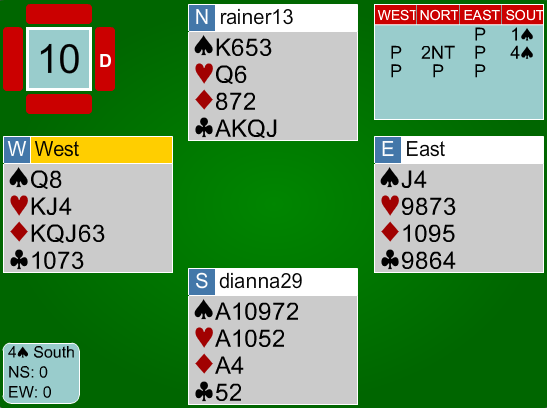 10 D
N rainer13
♠K653
♥Q6
♦872
♣AKQJ
WEST NORT EAST SOUT
P 1♠
P 2NT P 4♠
P P P
W West
♠Q8
♥KJ4
♦KQJ63
♣1073
E East
♠J4
♥9873
♦1095
♣9864
S dianna29
♠A10972
♥A1052
♦A4
♣52
4♠ South
NS: 0
EW: 0